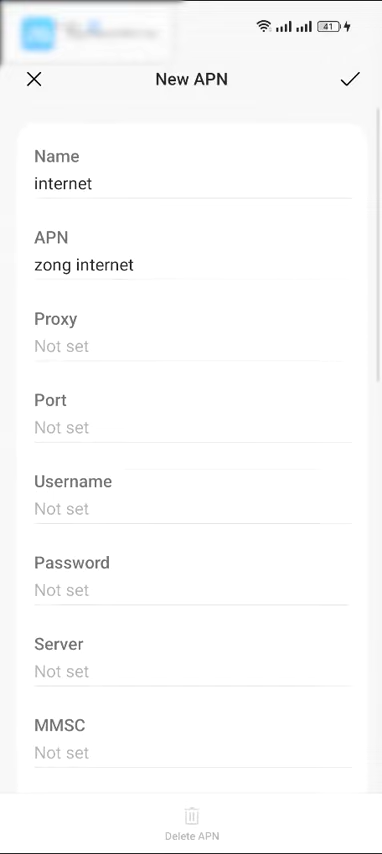 41
New APN
Name
internet
APN
zong internet
Proxy
Not set
Port
Not set
Username
Not set
Password
Not set
Server
Not set
MMSC
Not set
Delete APN